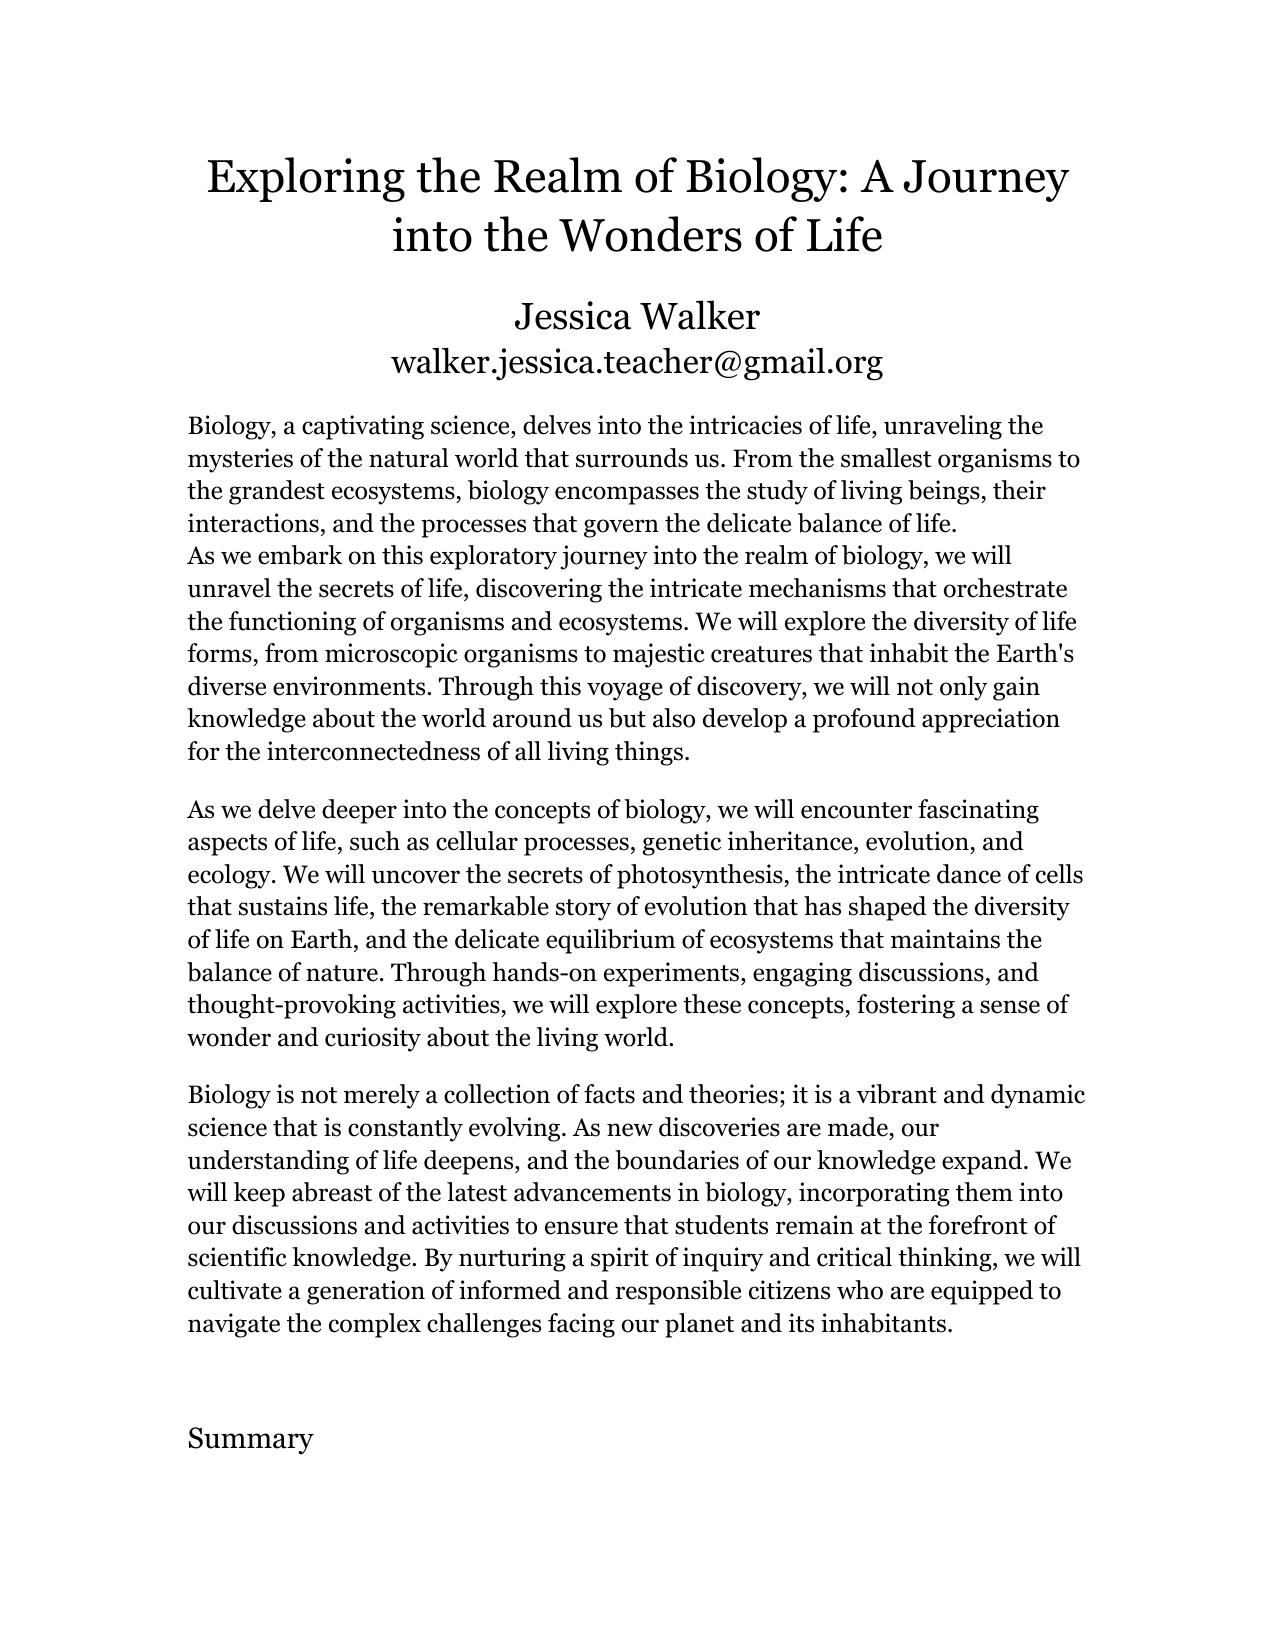 Exploring the Realm of Biology: A Journey
into the Wonders of Life
Jessica Walker
walker.jessica.teacher@gmail.org
Biology, a captivating science, delves into the intricacies of life, unraveling the
mysteries of the natural world that surrounds us. From the smallest organisms to
the grandest ecosystems, biology encompasses the study of living beings, their
interactions, and the processes that govern the delicate balance of life.
As we embark on this exploratory journey into the realm of biology, we will
unravel the secrets of life, discovering the intricate mechanisms that orchestrate
the functioning of organisms and ecosystems. We will explore the diversity of life
forms, from microscopic organisms to majestic creatures that inhabit the Earth's
diverse environments. Through this voyage of discovery, we will not only gain
knowledge about the world around us but also develop a profound appreciation
for the interconnectedness of all living things.
As we delve deeper into the concepts of biology, we will encounter fascinating
aspects of life, such as cellular processes, genetic inheritance, evolution, and
ecology. We will uncover the secrets of photosynthesis, the intricate dance of cells
that sustains life, the remarkable story of evolution that has shaped the diversity
of life on Earth, and the delicate equilibrium of ecosystems that maintains the
balance of nature. Through hands-on experiments, engaging discussions, and
thought-provoking activities, we will explore these concepts, fostering a sense of
wonder and curiosity about the living world.
Biology is not merely a collection of facts and theories; it is a vibrant and dynamic
science that is constantly evolving. As new discoveries are made, our
understanding of life deepens, and the boundaries of our knowledge expand. We
will keep abreast of the latest advancements in biology, incorporating them into
our discussions and activities to ensure that students remain at the forefront of
scientific knowledge. By nurturing a spirit of inquiry and critical thinking, we will
cultivate a generation of informed and responsible citizens who are equipped to
navigate the complex challenges facing our planet and its inhabitants.
Summary